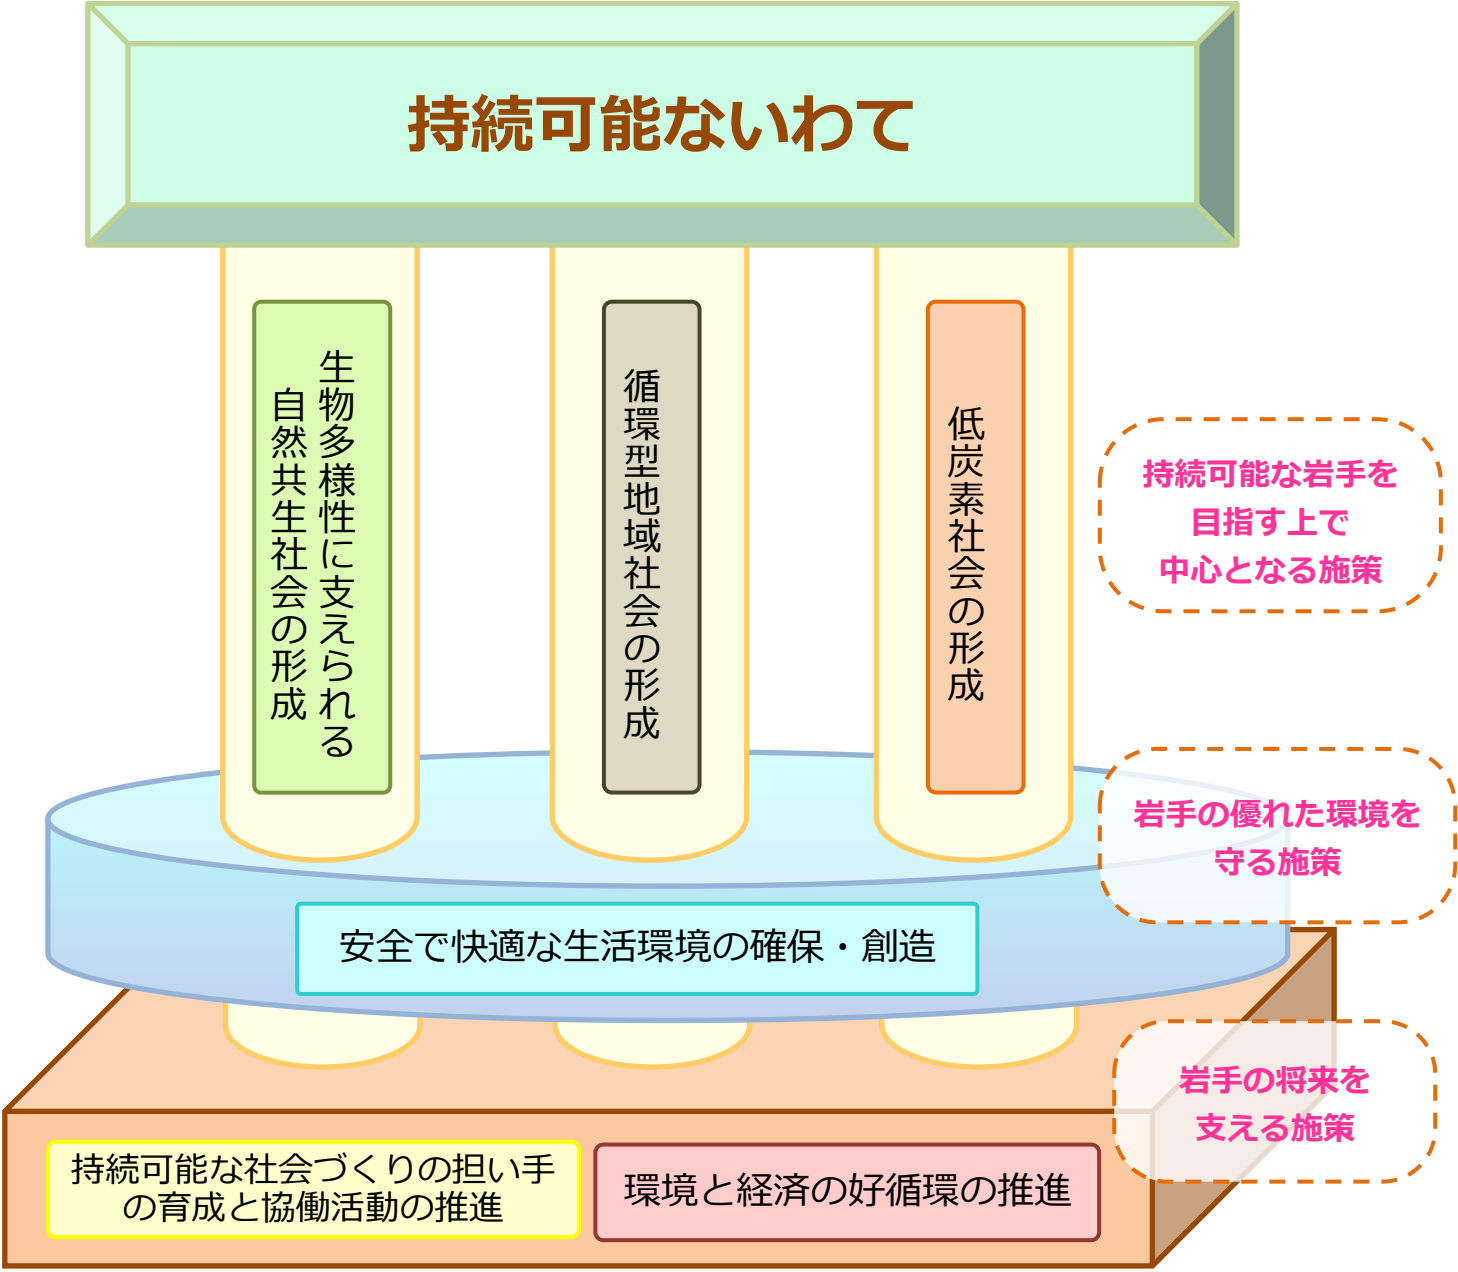 持続可能ないわて
生物多様性に支えられる
自然共生社会の形成
循環型地域社会の形成
低炭素社会の形成
持続可能な岩手を
目指す上で
中心となる施策
岩手の優れた環境を
守る施策
安全で快適な生活環境の確保・創造
岩手の将来を
支える施策
持続可能な社会づくりの担い手
の育成と協働活動の推進
環境と経済の好循環の推進